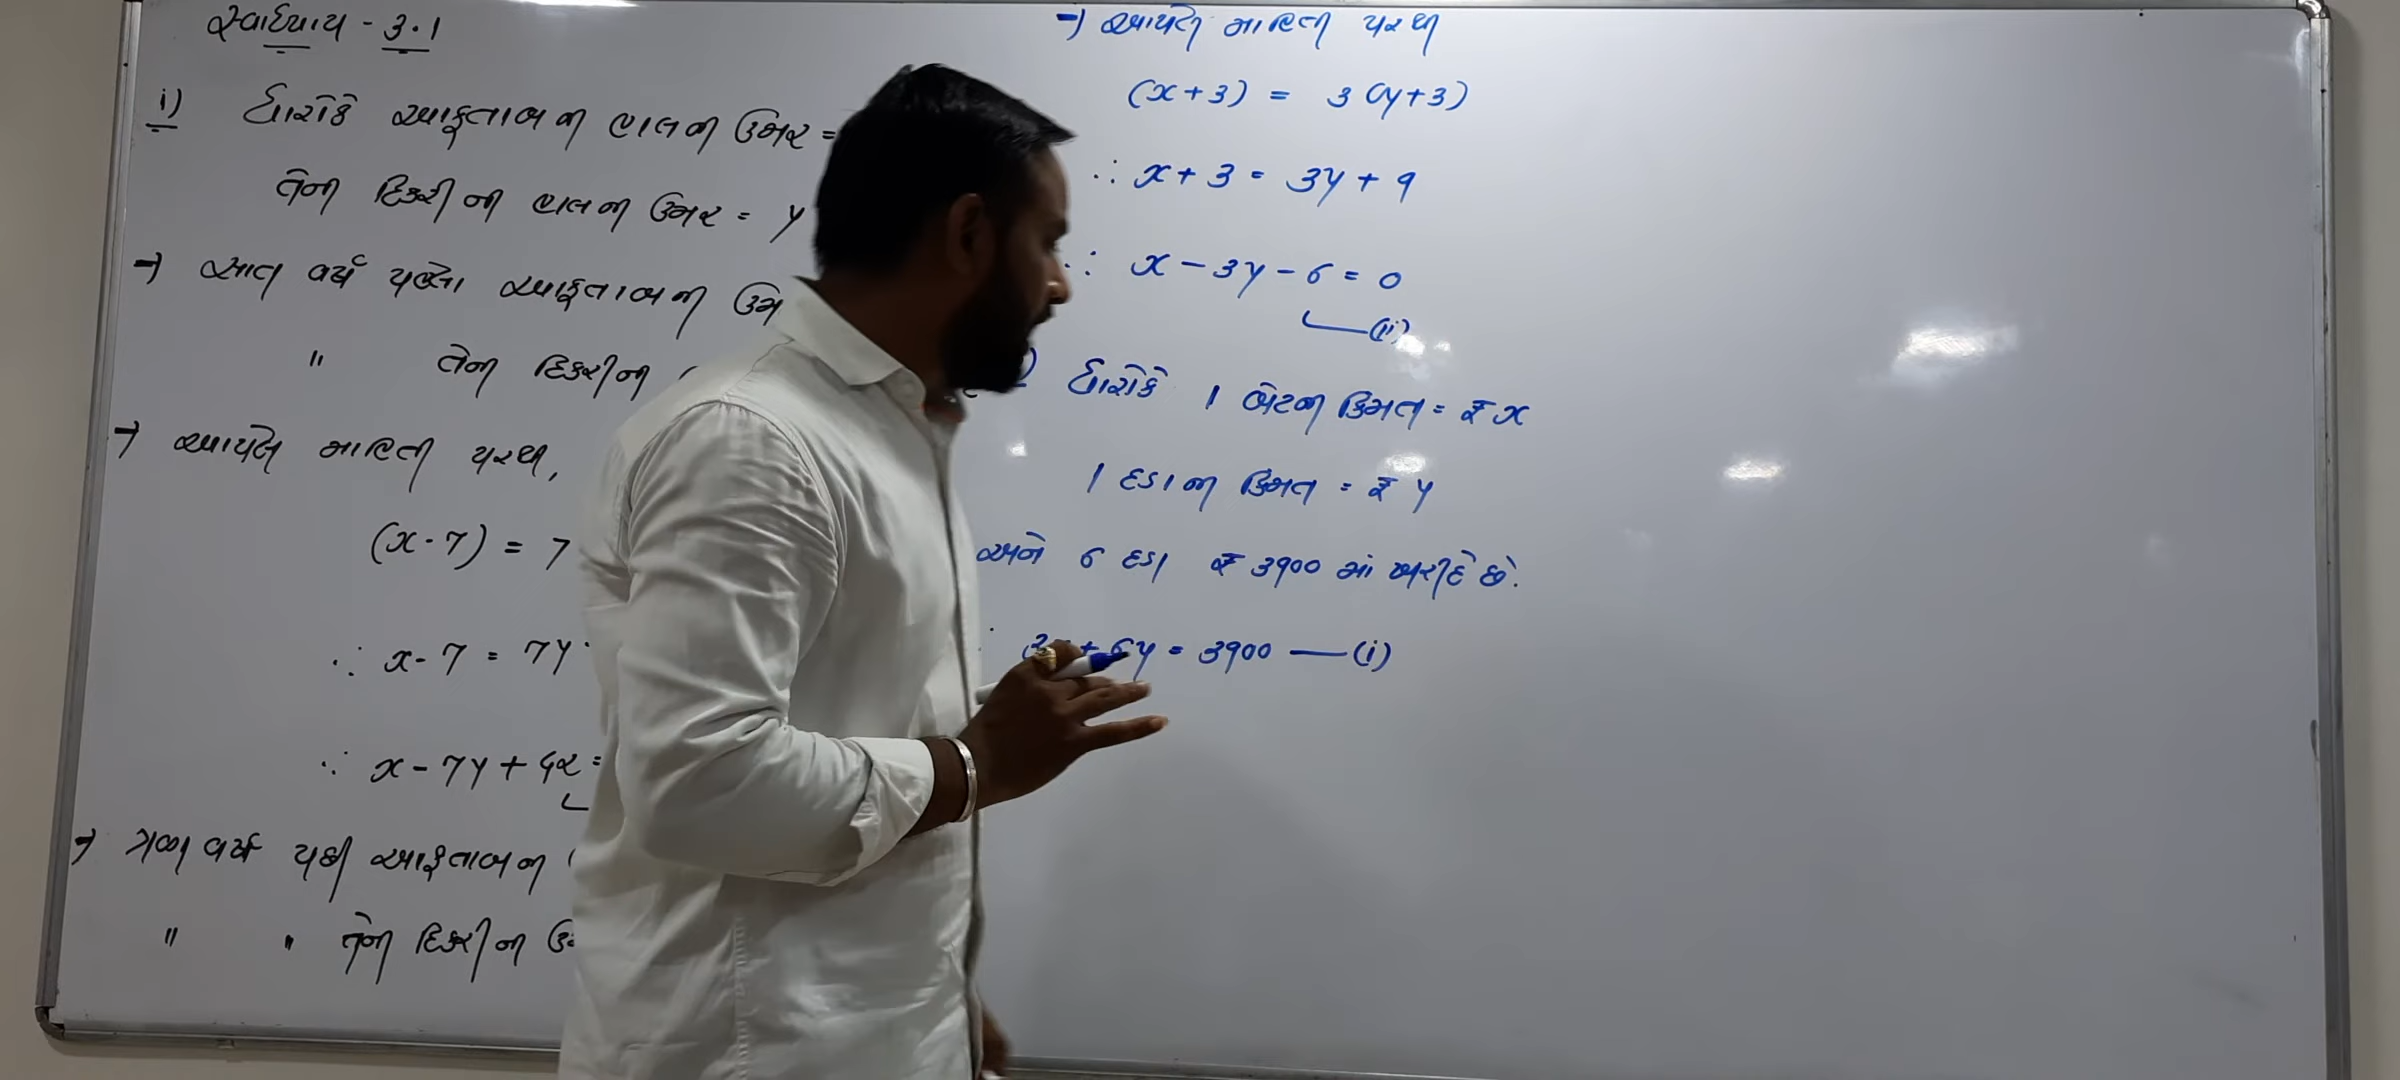 સ્વાધ્યાય - 3.1
i) ધારોકે આફતાબની હાલની ઉંમર =
તેની દિકરીની હાલની ઉંમર = y
→ સાત વર્ષ પહેલા આફતાબની
" તેની દિકરીની
→ આપેલ માહિતી પરથી,
(x - 7) = 7
∴ x - 7 = 7y
∴ x - 7y + 42 =
→ ત્રણ વર્ષ પછી આફતાબની
" " તેની દિકરીની
→ આપેલ માહિતી પરથી
(x + 3) = 3(y + 3)
∴ x + 3 = 3y + 9
∴ x - 3y - 6 = 0
(ii)
ધારોકે 1 બેટની કિંમત = ₹ x
1 દડાની કિંમત = ₹ y
અને 6 દડા ₹ 3900 માં ખરીદે છે.
+ 6y = 3900 — (i)